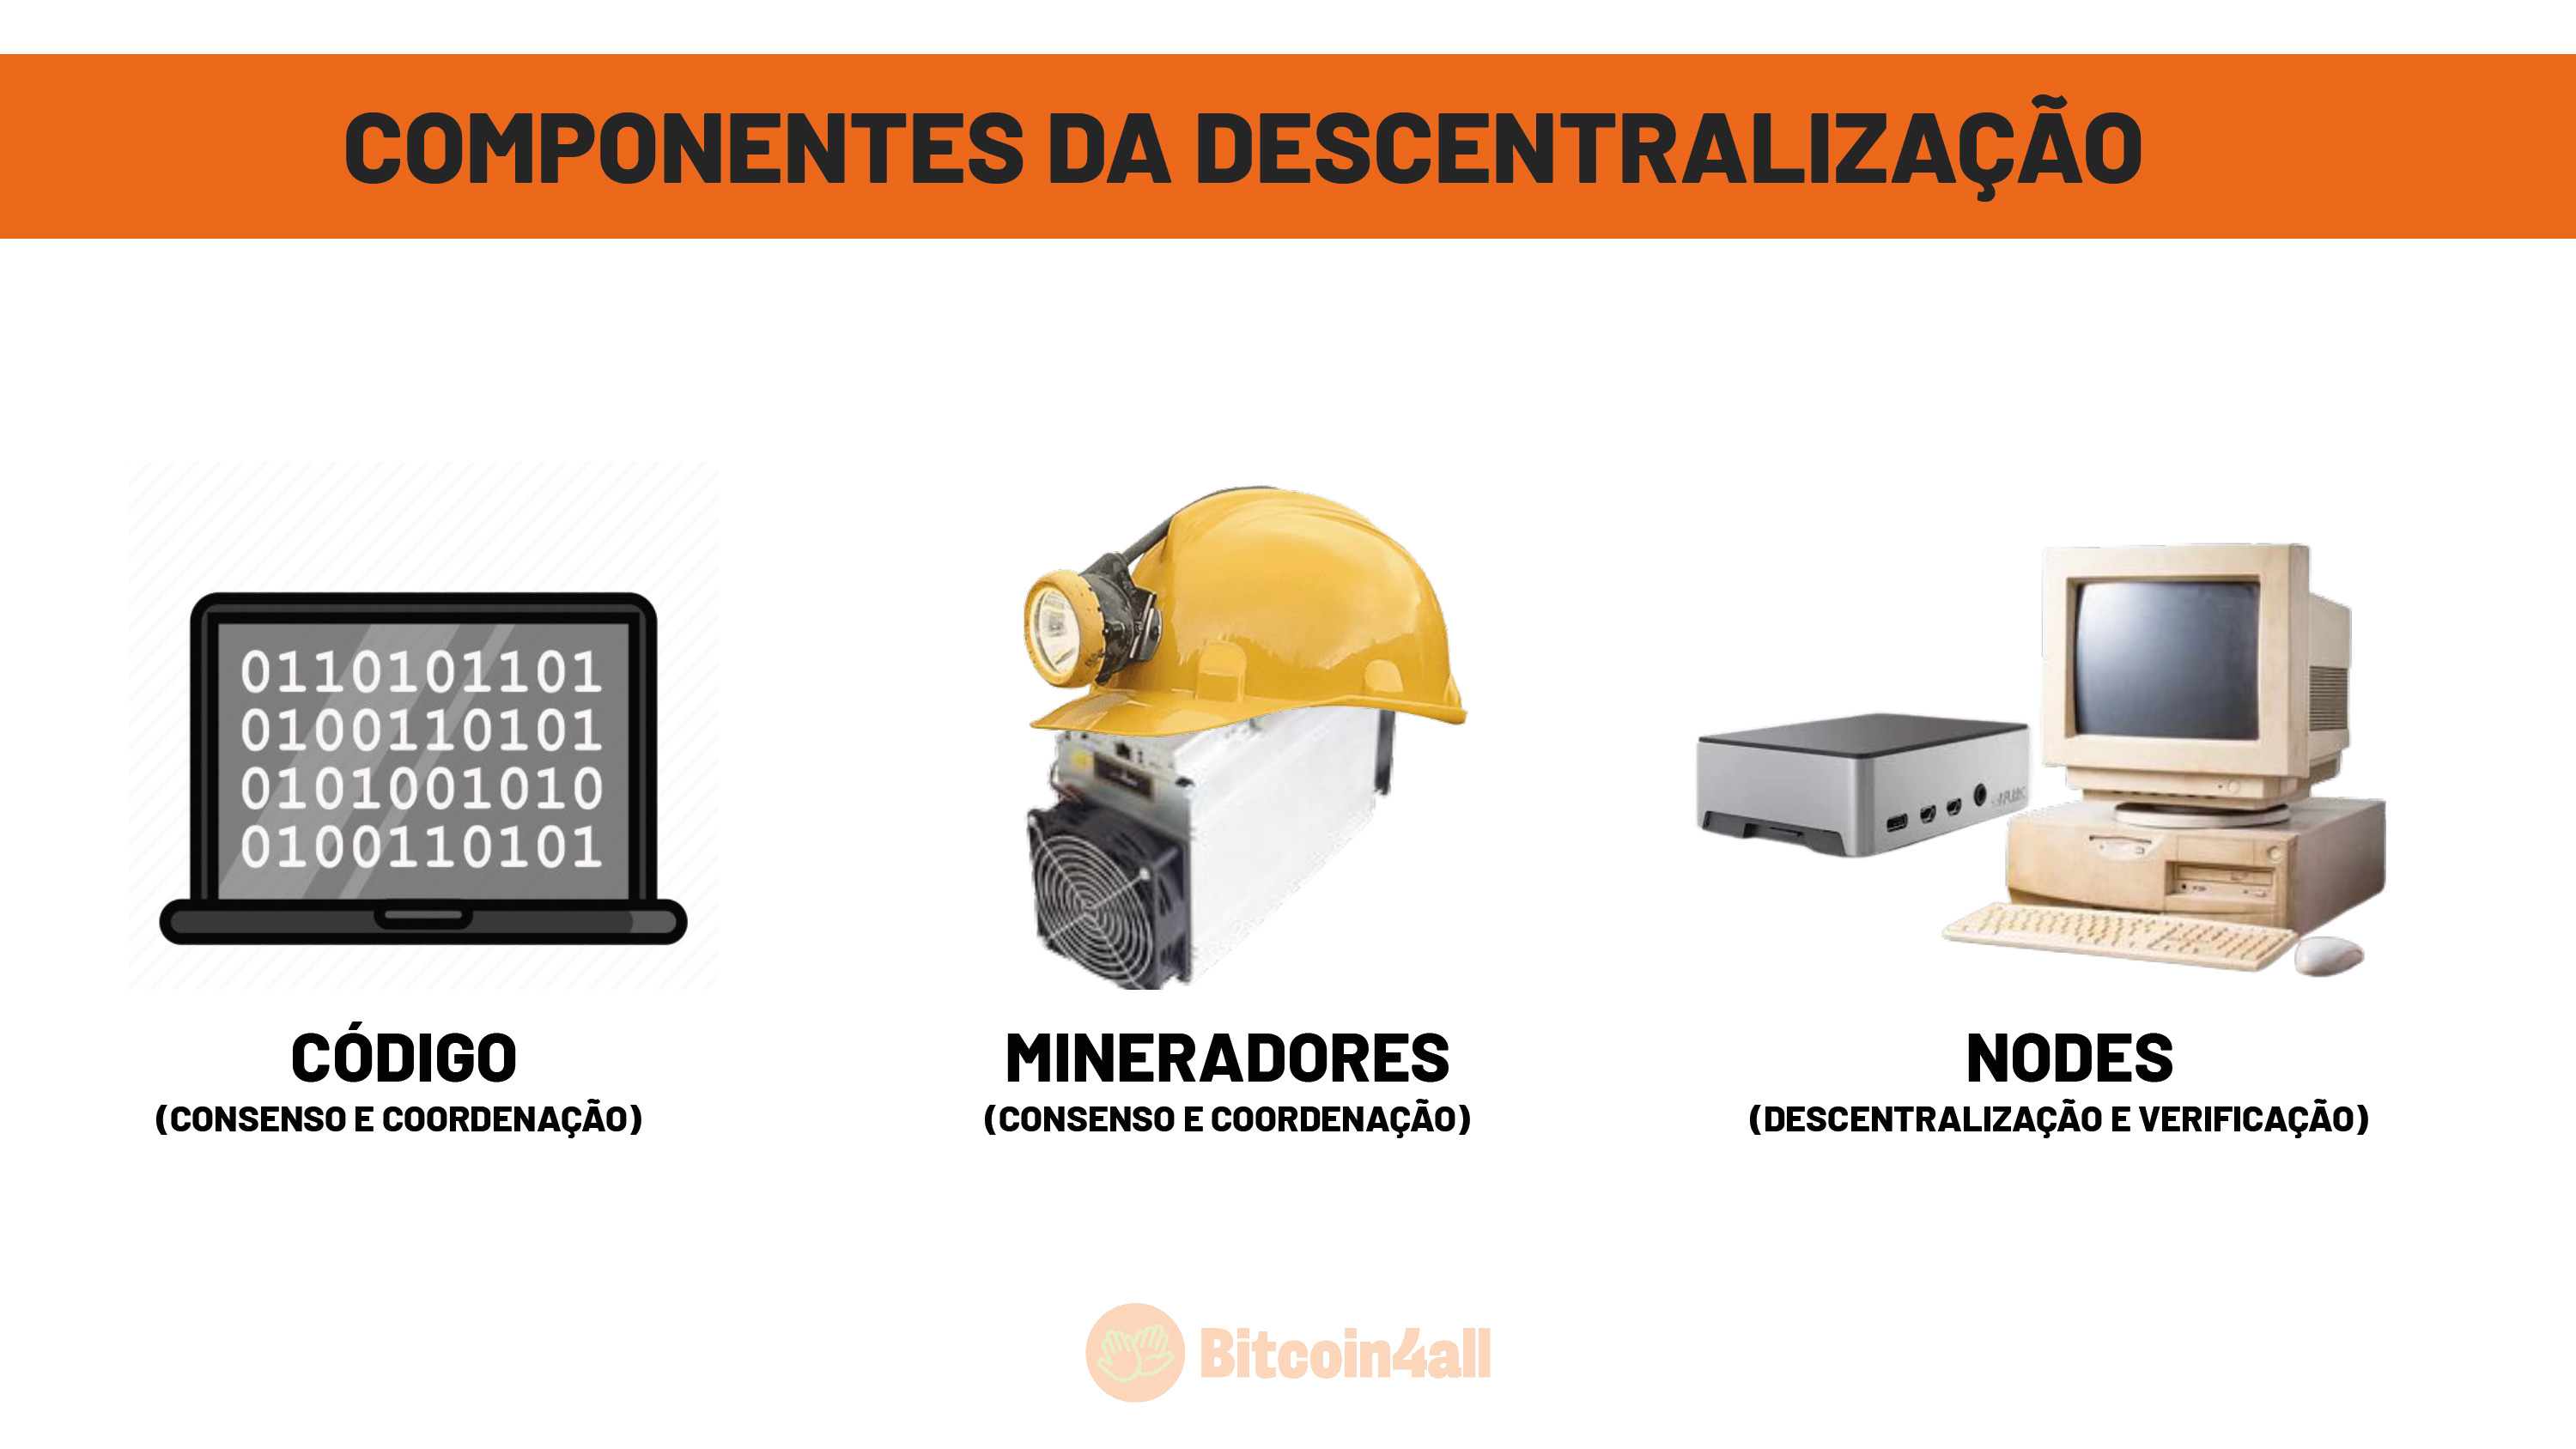 COMPONENTES DA DESCENTRALIZAÇÃO
0110101101
0100110101
0101001010
0100110101
CÓDIGO
(CONSENSO E COORDENAÇÃO)
MINERADORES
(CONSENSO E COORDENAÇÃO)
NODES
(DESCENTRALIZAÇÃO E VERIFICAÇÃO)
Bitcoin4all